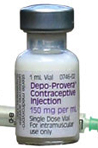 1 mL Vial
Depo-Provera
Contraceptive
Injection
150 mg per mL
Single Dose Vial
For intramuscular
use only